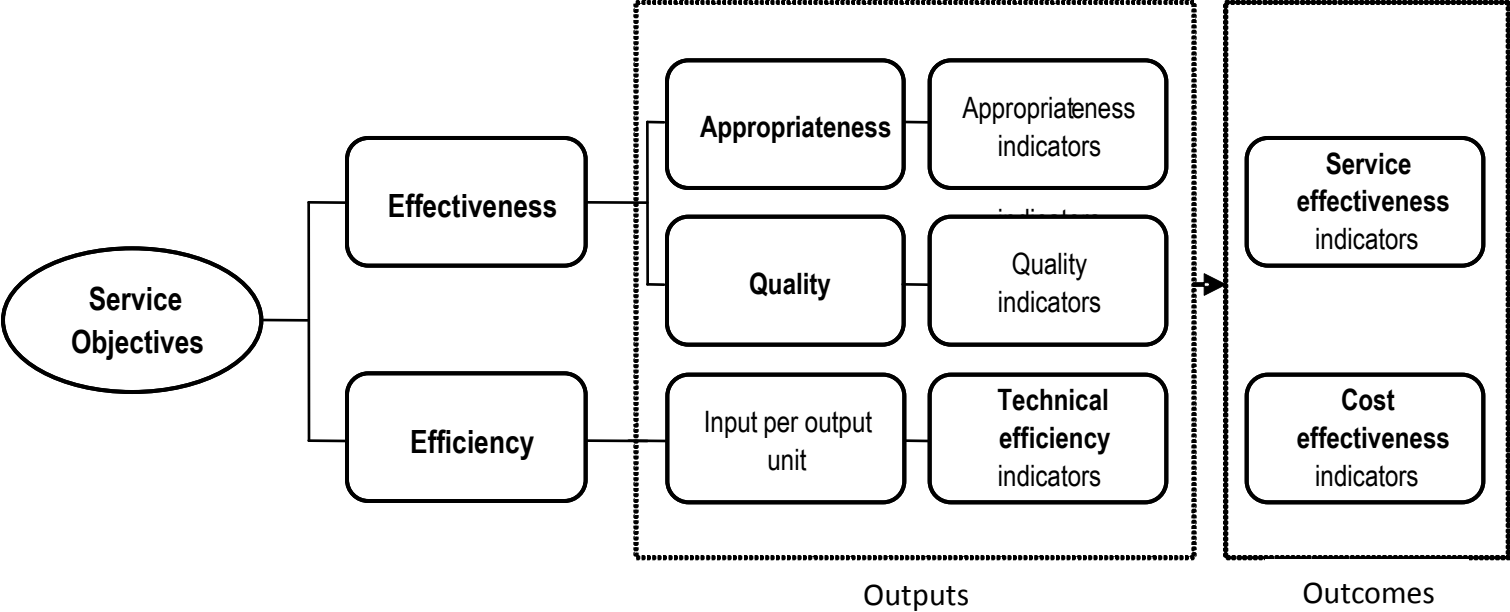 Service
Objectives
Effectiveness
Efficiency
Appropriateness
Appropriateness
indicators
indicators
Quality
Quality
indicators
Input per output
unit
Technical
efficiency
indicators
Outputs
Service
effectiveness
indicators
Cost
effectiveness
indicators
Outcomes